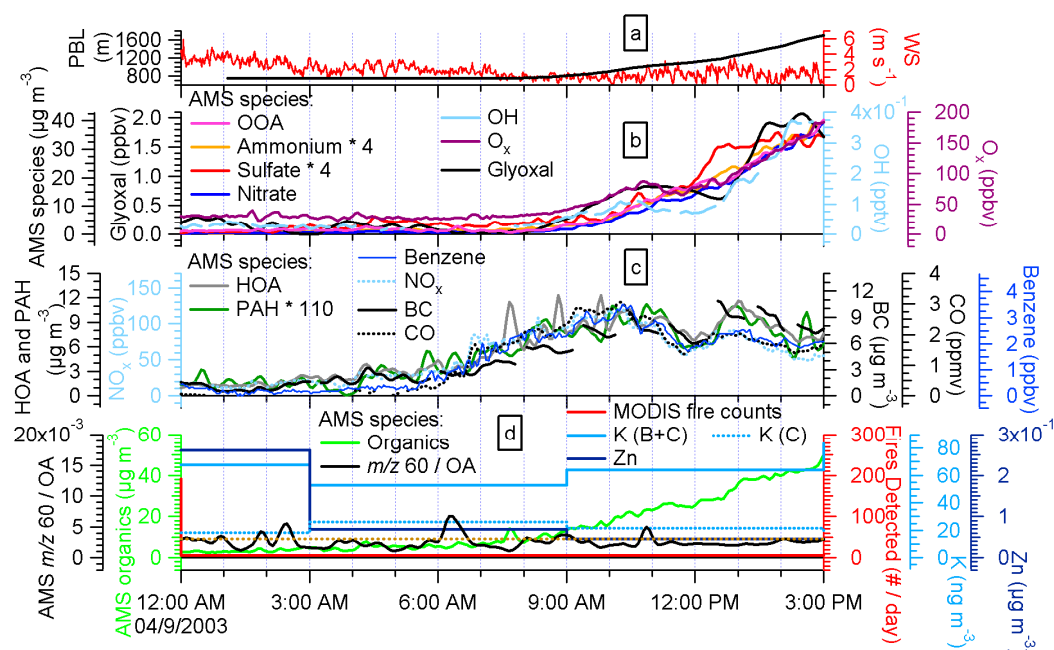 PBL
(m)
1600
1200
800
a
6
4
2
0
WS
(m s-1)
AMS species (µg m-3)
40
30
20
10
0
Glyoxal (ppbv)
2.0
1.5
1.0
0.5
0.0
AMS species:
OOA
Ammonium * 4
Sulfate * 4
Nitrate
OH
Ox
Glyoxal
b
4x10-1
3
2
1
0
OH (pptv)
200
150
100
50
0
Ox (ppbv)
HOA and PAH
(µg m-3)
15
12
9
6
3
0
NOx (ppbv)
150
100
50
0
AMS species:
HOA
PAH * 110
Benzene
NOx
BC
CO
c
12
9
6
3
0
BC (µg m-3)
4
3
2
1
0
CO (ppmv)
4
3
2
1
0
Benzene (ppbv)
AMS m/z 60 / OA
20x10-3
15
10
5
0
AMS organics (µg m-3)
60
40
20
0
AMS species:
Organics
m/z 60 / OA
d
MODIS fire counts
K (B+C)
K (C)
Zn
300
200
100
0
Fires Detected (# / day)
80
60
40
20
0
K (ng m-3)
3x10-1
2
1
0
Zn (µg m-3)
12:00 AM
04/9/2003
3:00 AM
6:00 AM
9:00 AM
12:00 PM
3:00 PM